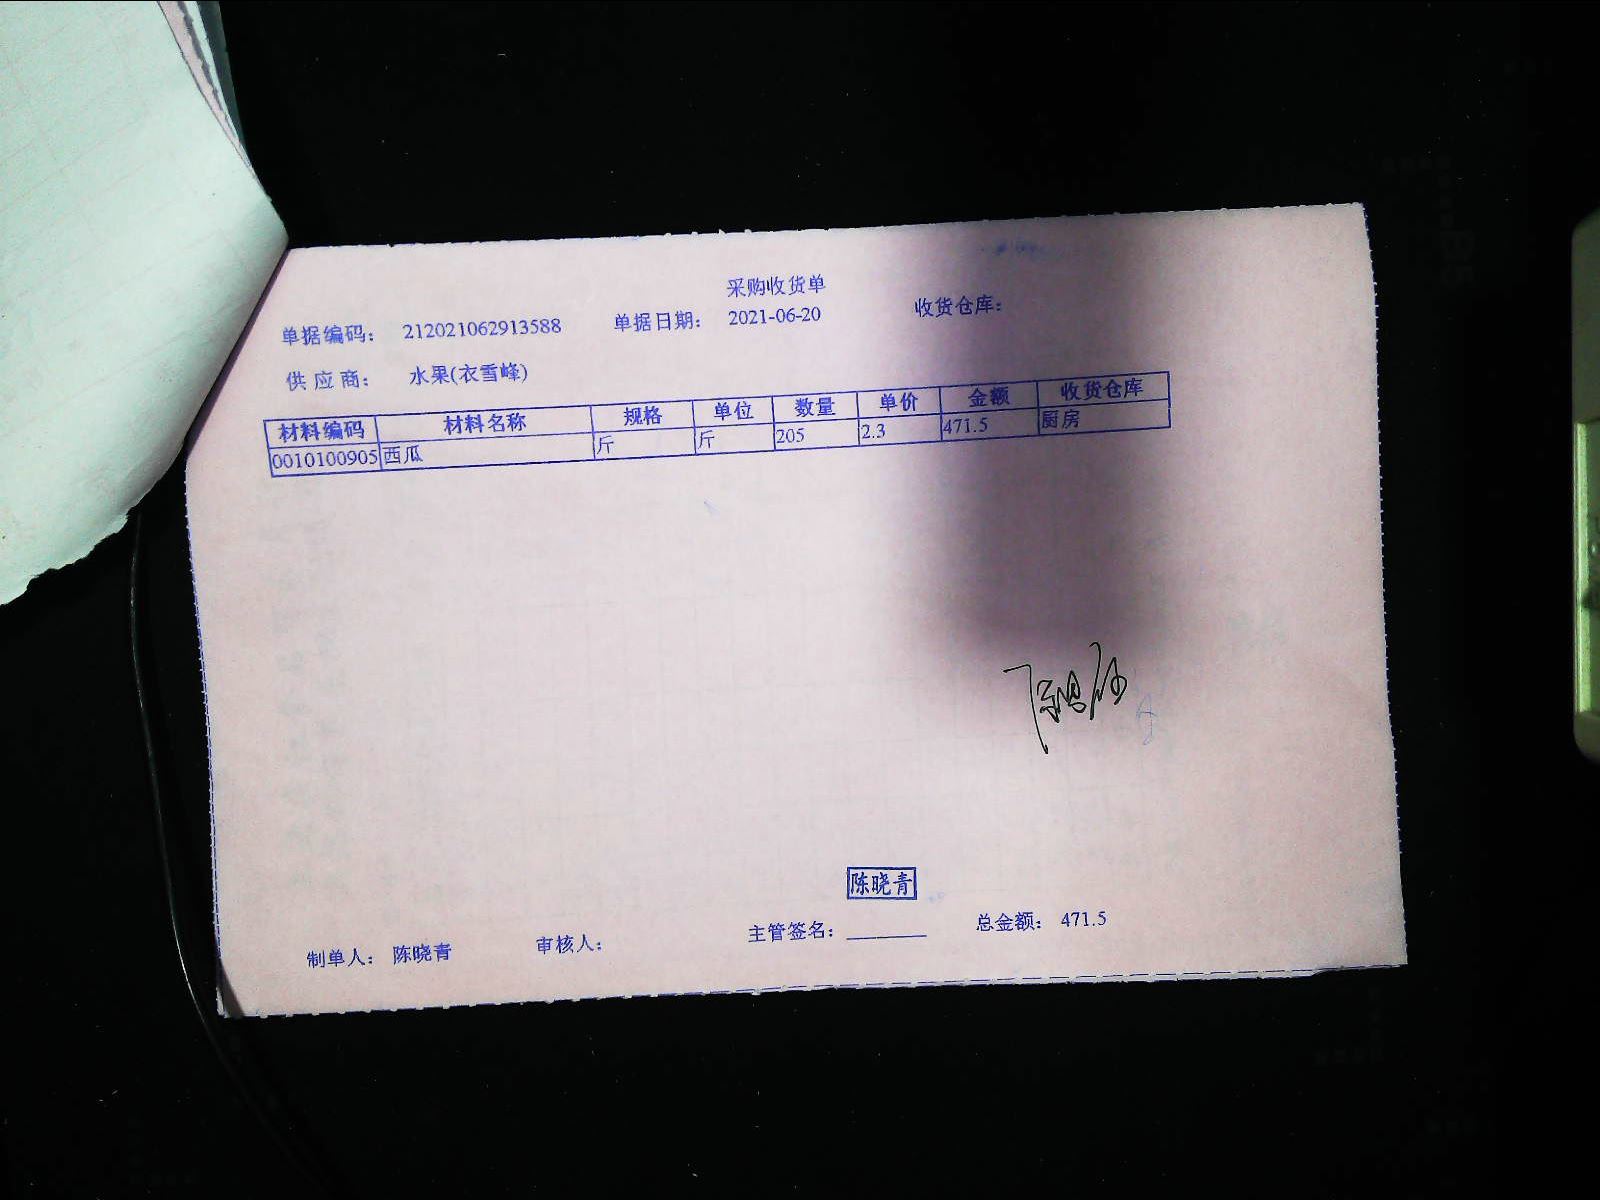 采购收货单
单据编码： 212021062913588 单据日期： 2021-06-20 收货仓库：
供应商： 水果(衣雪峰)
材料编码 材料名称 规格 单位 数量 单价 金额 收货仓库
0010100905 西瓜 斤 斤 205 2.3 471.5 厨房
陈晓青
制单人： 陈晓青 审核人： 主管签名： 总金额： 471.5